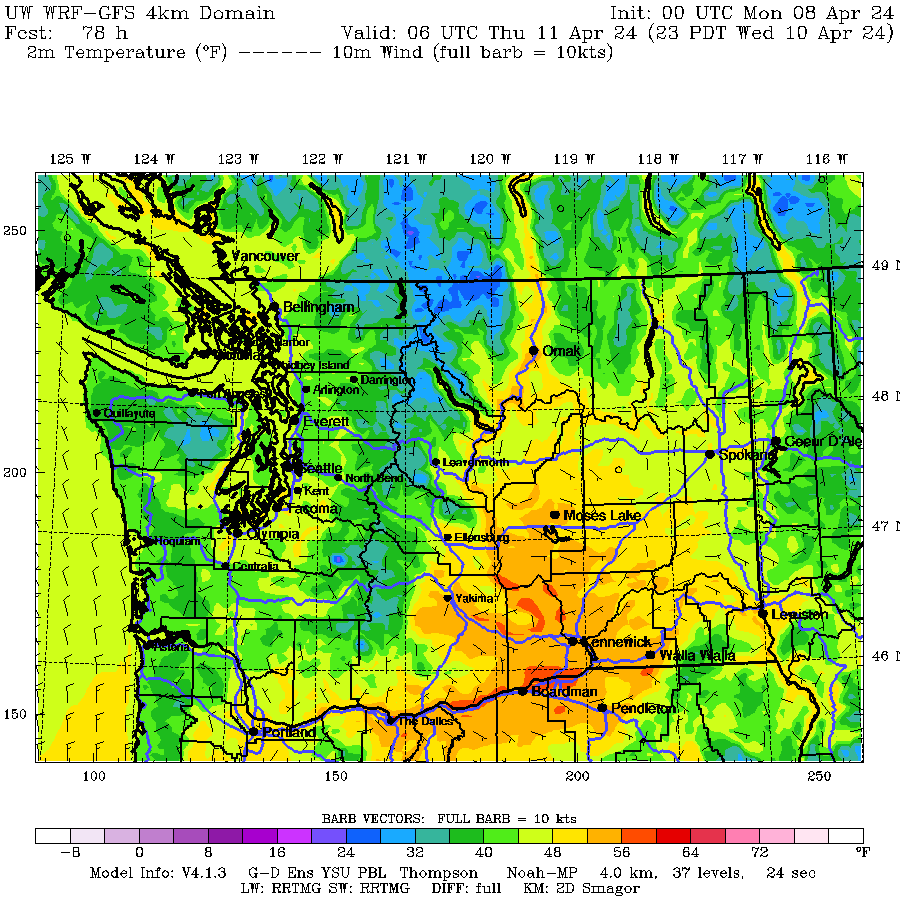 UW WRF-GFS 4km Domain Init: 00 UTC Mon 08 Apr 24
Fcst: 78 h Valid: 06 UTC Thu 11 Apr 24 (23 PDT Wed 10 Apr 24)
2m Temperature (°F) ------ 10m Wind (full barb = 10kts)
125 W 124 W 123 W 122 W 121 W 120 W 119 W 118 W 117 W 116 W
250
Vancouver
49 N
Bellingham
Omak
Darrington
Arlington
48 N
Quillayute
Everett
Coeur D'Ale
Spokane
Leavenworth
200
Seattle
North Bend
Kent
Tacoma
Moses Lake
47 N
Olympia
Ellensburg
Hoquiam
Centralia
Yakima
Lewiston
Kennewick
Astoria
Walla Walla
46 N
Boardman
Pendleton
150
The Dalles
Portland
100 150 200 250
BARB VECTORS: FULL BARB = 10 kts
-8 0 8 16 24 32 40 48 56 64 72 °F
Model Info: V4.1.3 G-D Ens YSU PBL Thompson Noah-MP 4.0 km, 37 levels, 24 sec
LW: RRTMG SW: RRTMG DIFF: full KM: 2D Smagor